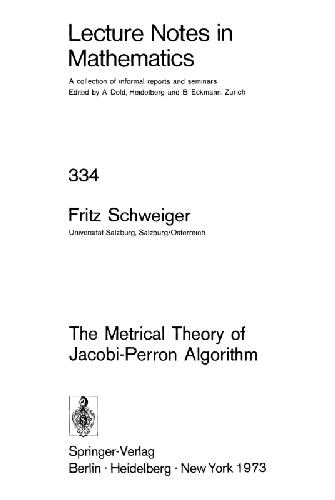 Lecture Notes in
Mathematics
A collection of informal reports and seminars
Edited by A Dold, Heidelberg and B Eckmann, Zürich
334
Fritz Schweiger
Universität Salzburg, Salzburg/Österreich
The Metrical Theory of
Jacobi-Perron Algorithm
Springer-Verlag
Berlin · Heidelberg · New York 1973